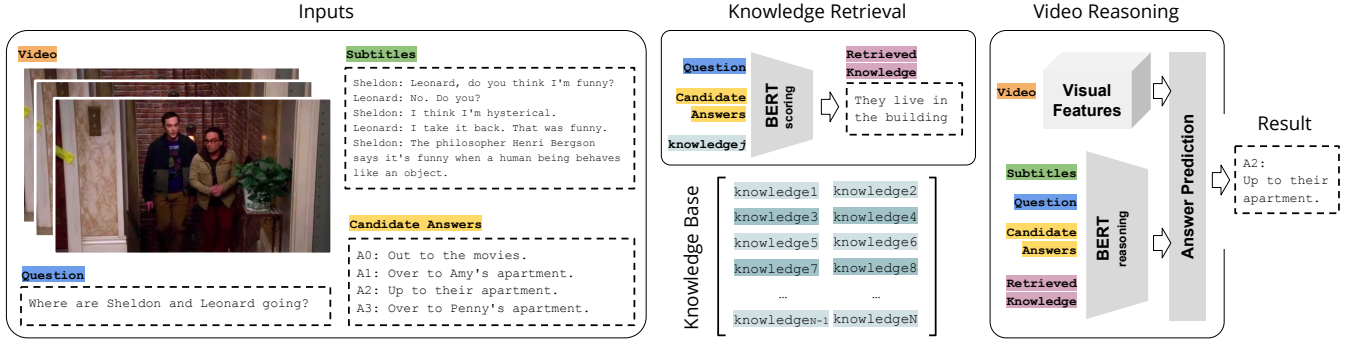 Inputs
Video
Subtitles
Sheldon: Leonard, do you think I'm funny?
Leonard: No. Do you?
Sheldon: I think I'm hysterical.
Leonard: I take it back. That was funny.
Sheldon: The philosopher Henri Bergson
says it's funny when a human being behaves
like an object.
Question
Where are Sheldon and Leonard going?
Candidate Answers
A0: Out to the movies.
A1: Over to Amy's apartment.
A2: Up to their apartment.
A3: Over to Penny's apartment.
Knowledge Retrieval
Question
Candidate
Answers
knowledgej
BERT
scoring
Retrieved
Knowledge
They live in
the building
Knowledge Base
knowledge1 knowledge2
knowledge3 knowledge4
knowledge5 knowledge6
knowledge7 knowledge8
… …
knowledgeN-1 knowledgeN
Video Reasoning
Video
Visual
Features
Subtitles
Question
Candidate
Answers
Retrieved
Knowledge
BERT
reasoning
Answer Prediction
Result
A2:
Up to their
apartment.